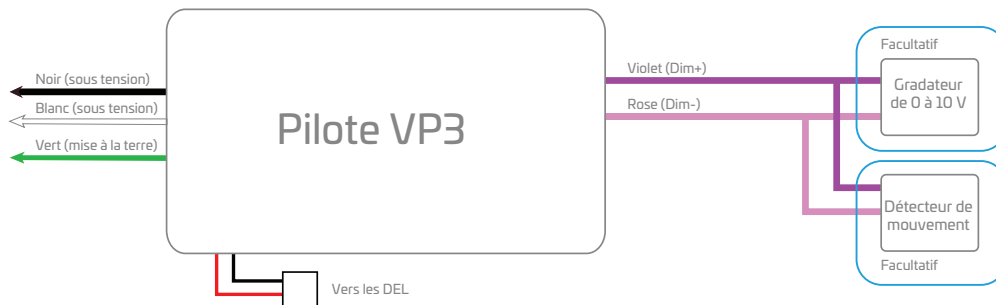 Noir (sous tension)
Blanc (sous tension)
Vert (mise à la terre)
Pilote VP3
Vers les DEL
Violet (Dim+)
Rose (Dim-)
Facultatif
Gradateur
de 0 à 10 V
Détecteur de
mouvement
Facultatif